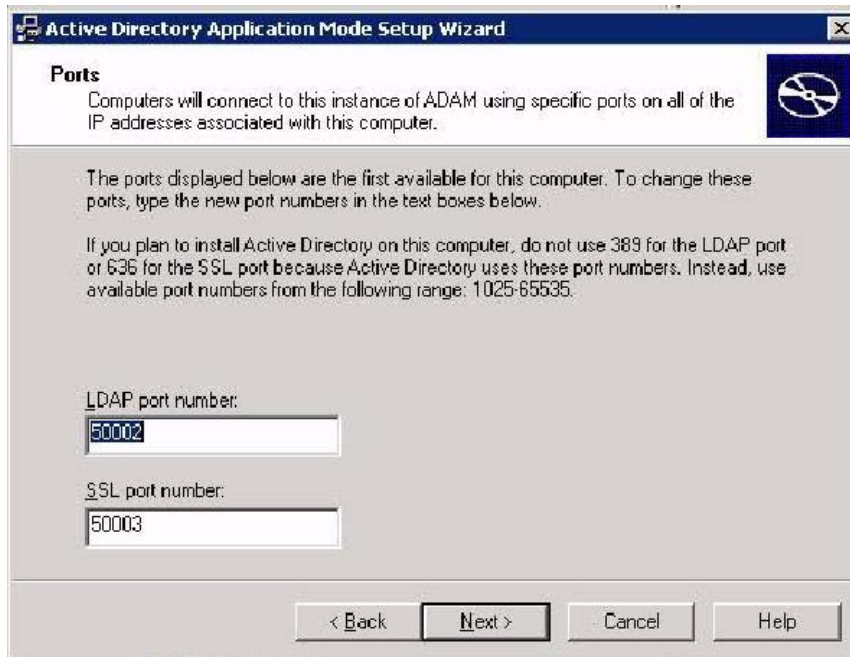 Active Directory Application Mode Setup Wizard
Ports
Computers will connect to this instance of ADAM using specific ports on all of the
IP addresses associated with this computer.
The ports displayed below are the first available for this computer. To change these
ports, type the new port numbers in the text boxes below.
If you plan to install Active Directory on this computer, do not use 389 for the LDAP port
or 636 for the SSL port because Active Directory uses these port numbers. Instead, use
available port numbers from the following range: 1025-65535.
LDAP port number:
50002
SSL port number:
50003
< Back
Next >
Cancel
Help